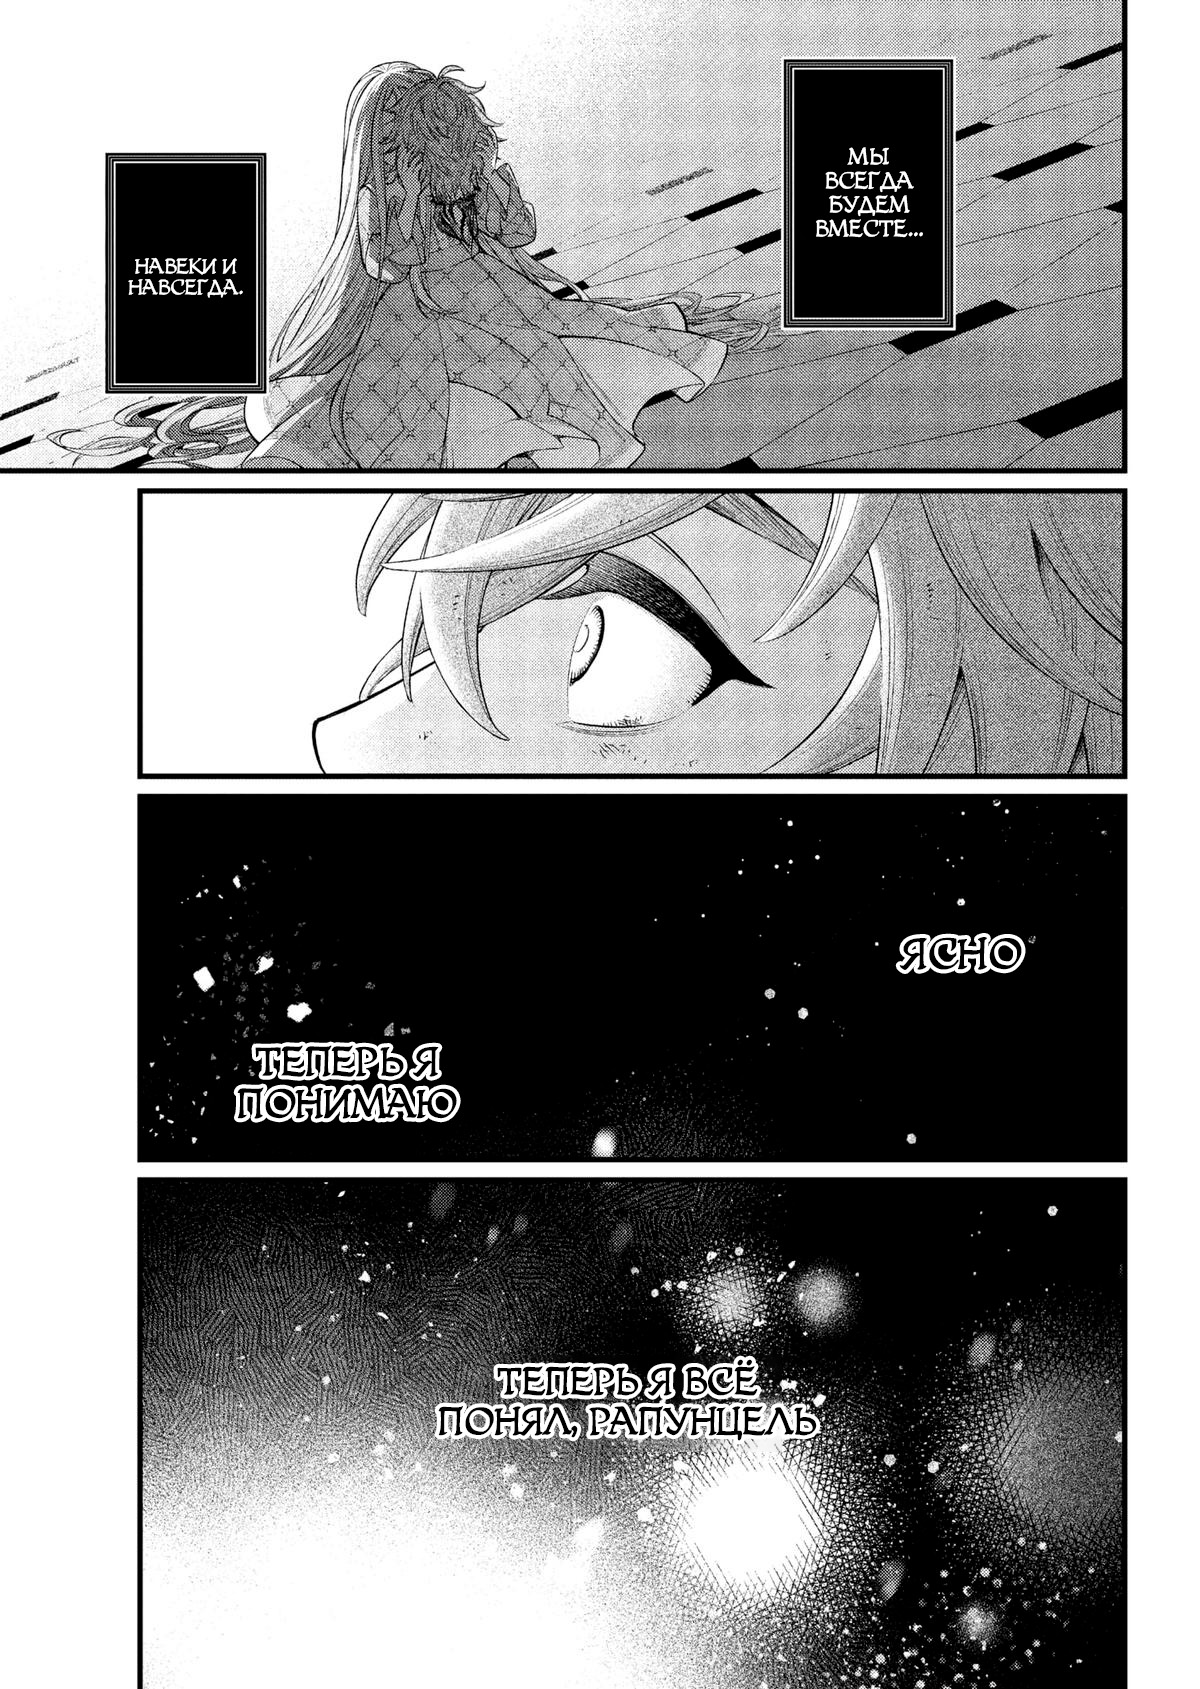 МЫ
ВСЕГДА
БУДЕМ
ВМЕСТЕ...
НАВЕКИ И
НАВСЕГДА.
ЯСНО
ТЕПЕРЬ Я
ПОНИМАЮ
ТЕПЕРЬ Я ВСЁ
ПОНЯЛ, РАПУНЦЕЛЬ